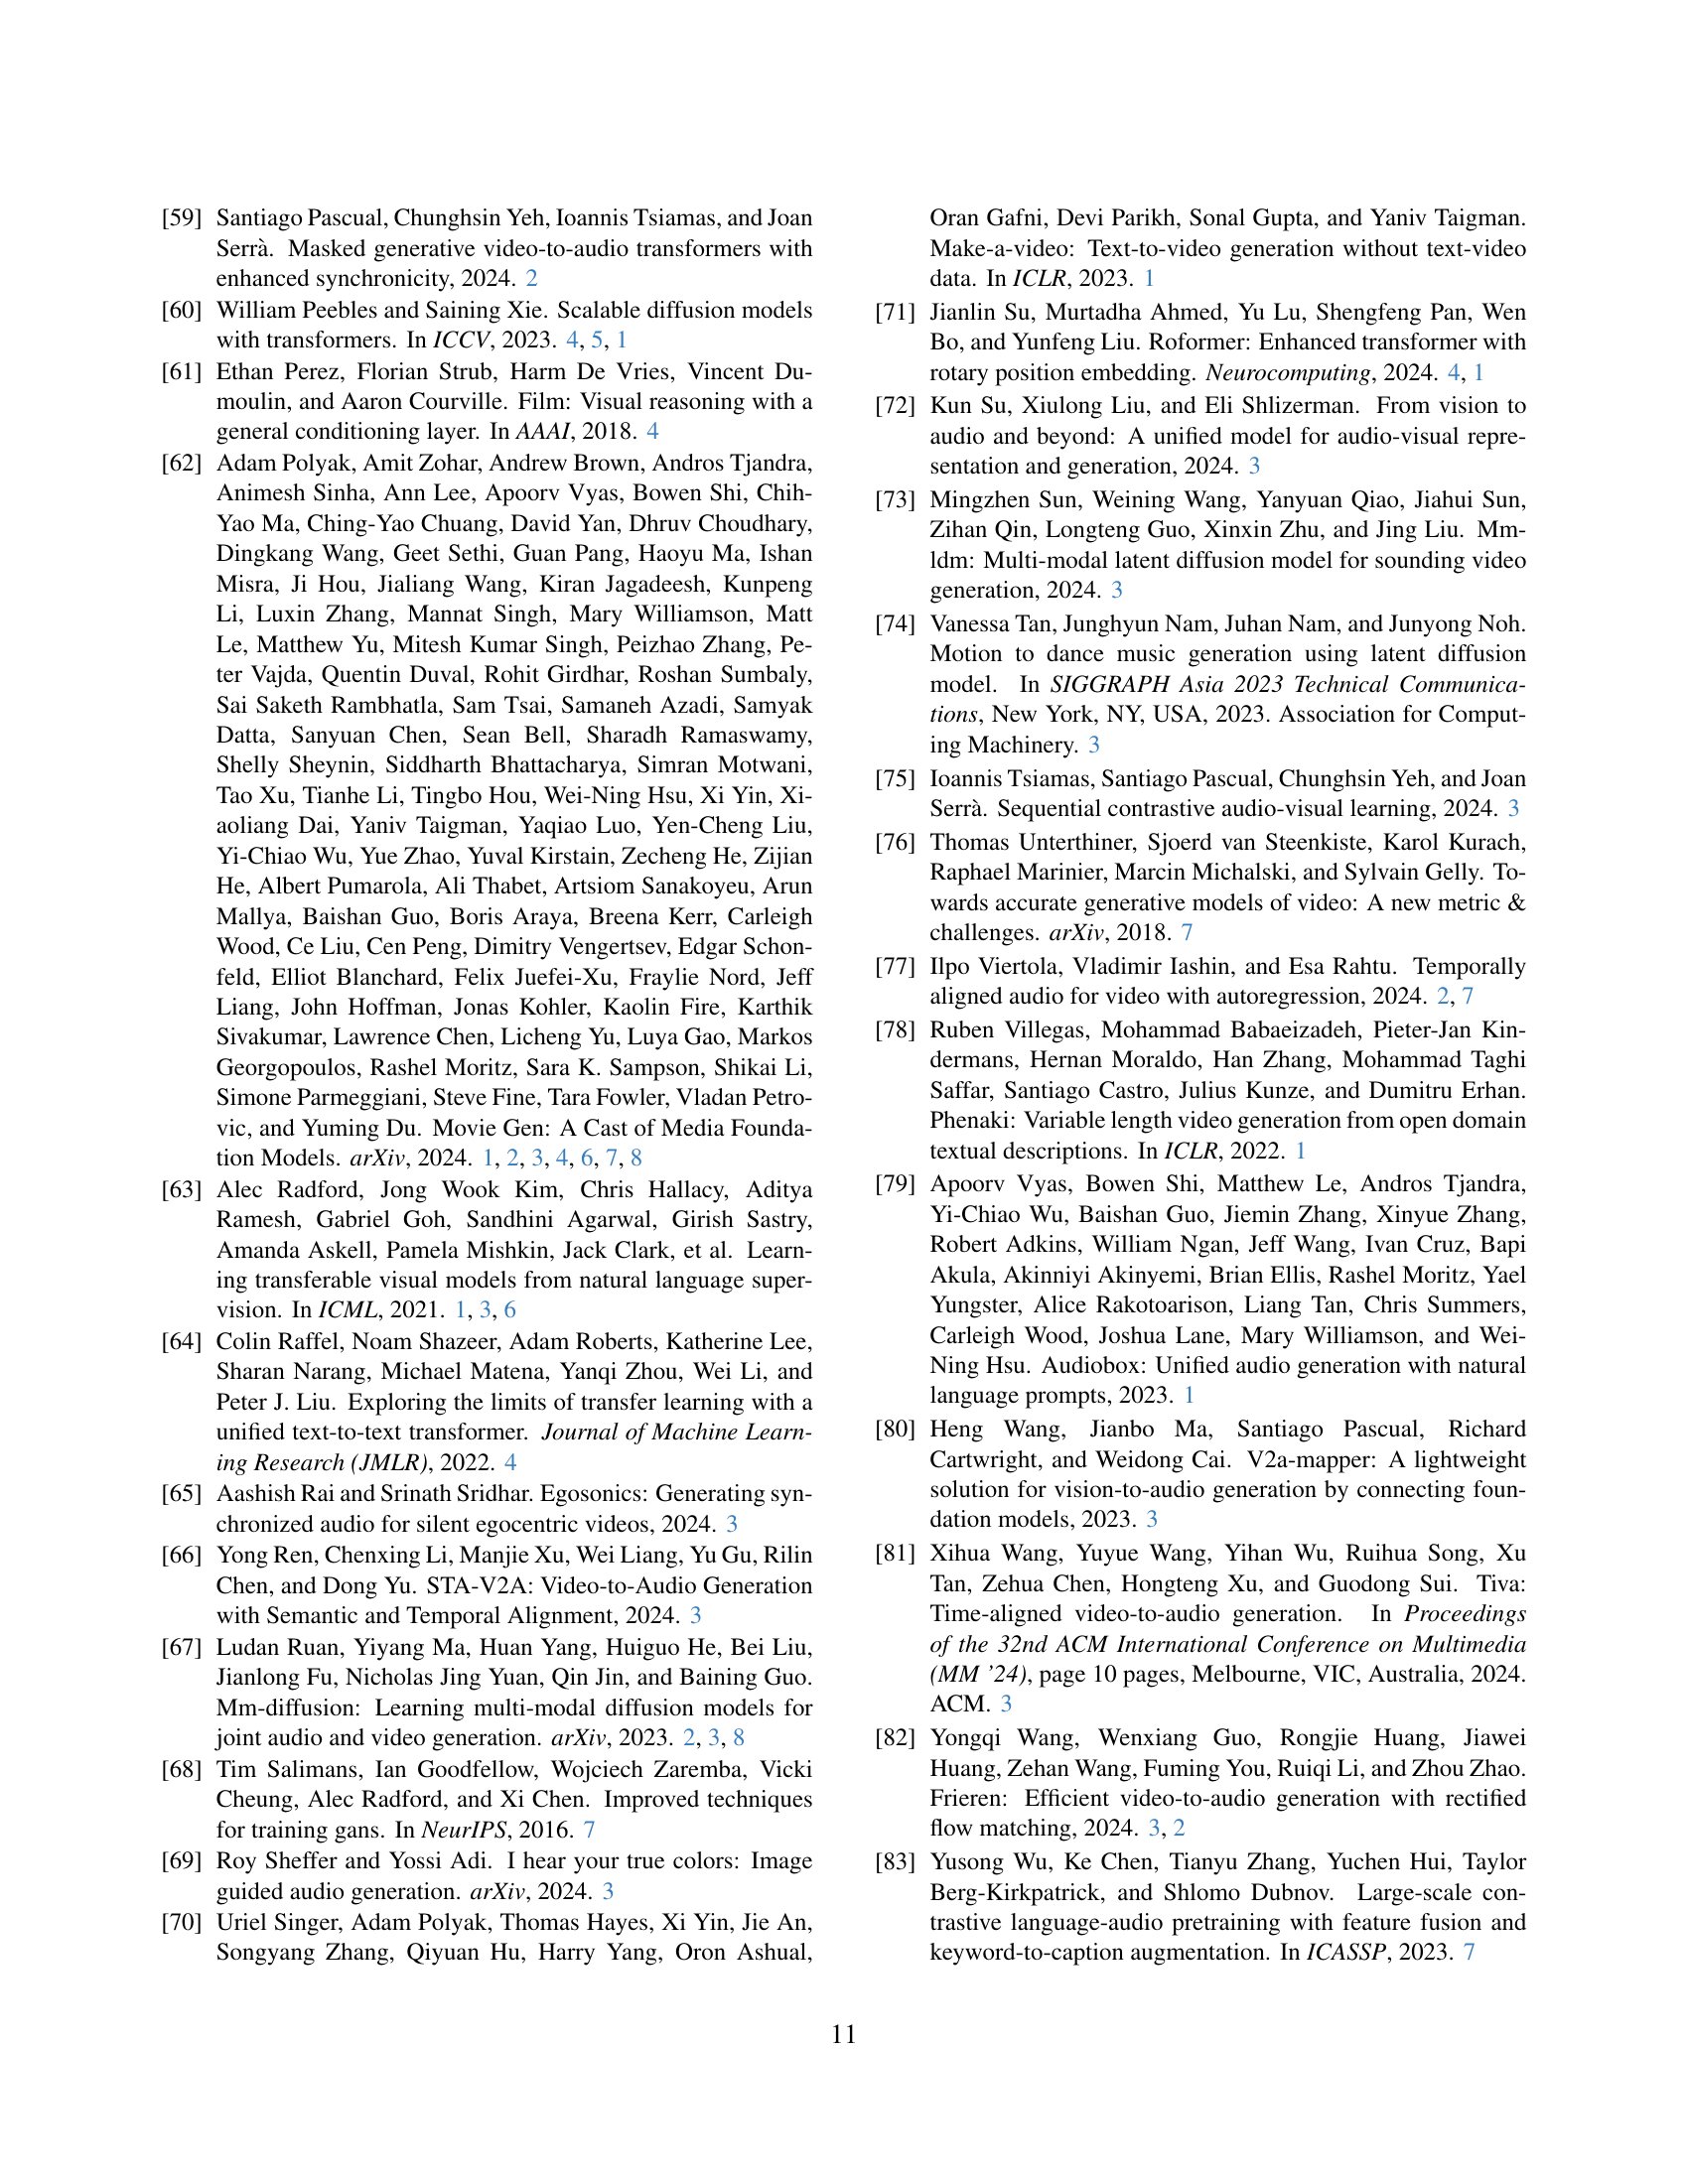 [59] Santiago Pascual, Chunghsin Yeh, Ioannis Tsiamas, and Joan
Serrà. Masked generative video-to-audio transformers with
enhanced synchronicity, 2024. 2
[60] William Peebles and Saining Xie. Scalable diffusion models
with transformers. In ICCV, 2023. 4, 5, 1
[61] Ethan Perez, Florian Strub, Harm De Vries, Vincent Du-
moulin, and Aaron Courville. Film: Visual reasoning with a
general conditioning layer. In AAAI, 2018. 4
[62] Adam Polyak, Amit Zohar, Andrew Brown, Andros Tjandra,
Animesh Sinha, Ann Lee, Apoorv Vyas, Bowen Shi, Chih-
Yao Ma, Ching-Yao Chuang, David Yan, Dhruv Choudhary,
Dingkang Wang, Geet Sethi, Guan Pang, Haoyu Ma, Ishan
Misra, Ji Hou, Jialiang Wang, Kiran Jagadeesh, Kunpeng
Li, Luxin Zhang, Mannat Singh, Mary Williamson, Matt
Le, Matthew Yu, Mitesh Kumar Singh, Peizhao Zhang, Pe-
ter Vajda, Quentin Duval, Rohit Girdhar, Roshan Sumbaly,
Sai Saketh Rambhatla, Sam Tsai, Samaneh Azadi, Samyak
Datta, Sanyuan Chen, Sean Bell, Sharadh Ramaswamy,
Shelly Sheynin, Siddharth Bhattacharya, Simran Motwani,
Tao Xu, Tianhe Li, Tingbo Hou, Wei-Ning Hsu, Xi Yin, Xi-
aoliang Dai, Yaniv Taigman, Yaqiao Luo, Yen-Cheng Liu,
Yi-Chiao Wu, Yue Zhao, Yuval Kirstain, Zecheng He, Zijian
He, Albert Pumarola, Ali Thabet, Artsiom Sanakoyeu, Arun
Mallya, Baishan Guo, Boris Araya, Breena Kerr, Carleigh
Wood, Ce Liu, Cen Peng, Dimitry Vengertsev, Edgar Schon-
feld, Elliot Blanchard, Felix Juefei-Xu, Fraylie Nord, Jeff
Liang, John Hoffman, Jonas Kohler, Kaolin Fire, Karthik
Sivakumar, Lawrence Chen, Licheng Yu, Luya Gao, Markos
Georgopoulos, Rashel Moritz, Sara K. Sampson, Shikai Li,
Simone Parmeggiani, Steve Fine, Tara Fowler, Vladan Petro-
vic, and Yuming Du. Movie Gen: A Cast of Media Founda-
tion Models. arXiv, 2024. 1, 2, 3, 4, 6, 7, 8
[63] Alec Radford, Jong Wook Kim, Chris Hallacy, Aditya
Ramesh, Gabriel Goh, Sandhini Agarwal, Girish Sastry,
Amanda Askell, Pamela Mishkin, Jack Clark, et al. Learn-
ing transferable visual models from natural language super-
vision. In ICML, 2021. 1, 3, 6
[64] Colin Raffel, Noam Shazeer, Adam Roberts, Katherine Lee,
Sharan Narang, Michael Matena, Yanqi Zhou, Wei Li, and
Peter J. Liu. Exploring the limits of transfer learning with a
unified text-to-text transformer. Journal of Machine Learn-
ing Research (JMLR), 2022. 4
[65] Aashish Rai and Srinath Sridhar. Egosonics: Generating syn-
chronized audio for silent egocentric videos, 2024. 3
[66] Yong Ren, Chenxing Li, Manjie Xu, Wei Liang, Yu Gu, Rilin
Chen, and Dong Yu. STA-V2A: Video-to-Audio Generation
with Semantic and Temporal Alignment, 2024. 3
[67] Ludan Ruan, Yiyang Ma, Huan Yang, Huiguo He, Bei Liu,
Jianlong Fu, Nicholas Jing Yuan, Qin Jin, and Baining Guo.
Mm-diffusion: Learning multi-modal diffusion models for
joint audio and video generation. arXiv, 2023. 2, 3, 8
[68] Tim Salimans, Ian Goodfellow, Wojciech Zaremba, Vicki
Cheung, Alec Radford, and Xi Chen. Improved techniques
for training gans. In NeurIPS, 2016. 7
[69] Roy Sheffer and Yossi Adi. I hear your true colors: Image
guided audio generation. arXiv, 2024. 3
[70] Uriel Singer, Adam Polyak, Thomas Hayes, Xi Yin, Jie An,
Songyang Zhang, Qiyuan Hu, Harry Yang, Oron Ashual,
Oran Gafni, Devi Parikh, Sonal Gupta, and Yaniv Taigman.
Make-a-video: Text-to-video generation without text-video
data. In ICLR, 2023. 1
[71] Jianlin Su, Murtadha Ahmed, Yu Lu, Shengfeng Pan, Wen
Bo, and Yunfeng Liu. Roformer: Enhanced transformer with
rotary position embedding. Neurocomputing, 2024. 4, 1
[72] Kun Su, Xiulong Liu, and Eli Shlizerman. From vision to
audio and beyond: A unified model for audio-visual repre-
sentation and generation, 2024. 3
[73] Mingzhen Sun, Weining Wang, Yanyuan Qiao, Jiahui Sun,
Zihan Qin, Longteng Guo, Xinxin Zhu, and Jing Liu. Mm-
ldm: Multi-modal latent diffusion model for sounding video
generation, 2024. 3
[74] Vanessa Tan, Junghyun Nam, Juhan Nam, and Junyong Noh.
Motion to dance music generation using latent diffusion
model. In SIGGRAPH Asia 2023 Technical Communica-
tions, New York, NY, USA, 2023. Association for Comput-
ing Machinery. 3
[75] Ioannis Tsiamas, Santiago Pascual, Chunghsin Yeh, and Joan
Serrà. Sequential contrastive audio-visual learning, 2024. 3
[76] Thomas Unterthiner, Sjoerd van Steenkiste, Karol Kurach,
Raphael Marinier, Marcin Michalski, and Sylvain Gelly. To-
wards accurate generative models of video: A new metric &
challenges. arXiv, 2018. 7
[77] Ilpo Viertola, Vladimir Iashin, and Esa Rahtu. Temporally
aligned audio for video with autoregression, 2024. 2, 7
[78] Ruben Villegas, Mohammad Babaeizadeh, Pieter-Jan Kin-
dermans, Hernan Moraldo, Han Zhang, Mohammad Taghi
Saffar, Santiago Castro, Julius Kunze, and Dumitru Erhan.
Phenaki: Variable length video generation from open domain
textual descriptions. In ICLR, 2022. 1
[79] Apoorv Vyas, Bowen Shi, Matthew Le, Andros Tjandra,
Yi-Chiao Wu, Baishan Guo, Jiemin Zhang, Xinyue Zhang,
Robert Adkins, William Ngan, Jeff Wang, Ivan Cruz, Bapi
Akula, Akinniyi Akinyemi, Brian Ellis, Rashel Moritz, Yael
Yungster, Alice Rakotoarison, Liang Tan, Chris Summers,
Carleigh Wood, Joshua Lane, Mary Williamson, and Wei-
Ning Hsu. Audiobox: Unified audio generation with natural
language prompts, 2023. 1
[80] Heng Wang, Jianbo Ma, Santiago Pascual, Richard
Cartwright, and Weidong Cai. V2a-mapper: A lightweight
solution for vision-to-audio generation by connecting foun-
dation models, 2023. 3
[81] Xihua Wang, Yuyue Wang, Yihan Wu, Ruihua Song, Xu
Tan, Zehua Chen, Hongteng Xu, and Guodong Sui. Tiva:
Time-aligned video-to-audio generation. In Proceedings
of the 32nd ACM International Conference on Multimedia
(MM ’24), page 10 pages, Melbourne, VIC, Australia, 2024.
ACM. 3
[82] Yongqi Wang, Wenxiang Guo, Rongjie Huang, Jiawei
Huang, Zehan Wang, Fuming You, Ruiqi Li, and Zhou Zhao.
Frieren: Efficient video-to-audio generation with rectified
flow matching, 2024. 3, 2
[83] Yusong Wu, Ke Chen, Tianyu Zhang, Yuchen Hui, Taylor
Berg-Kirkpatrick, and Shlomo Dubnov. Large-scale con-
trastive language-audio pretraining with feature fusion and
keyword-to-caption augmentation. In ICASSP, 2023. 7
11